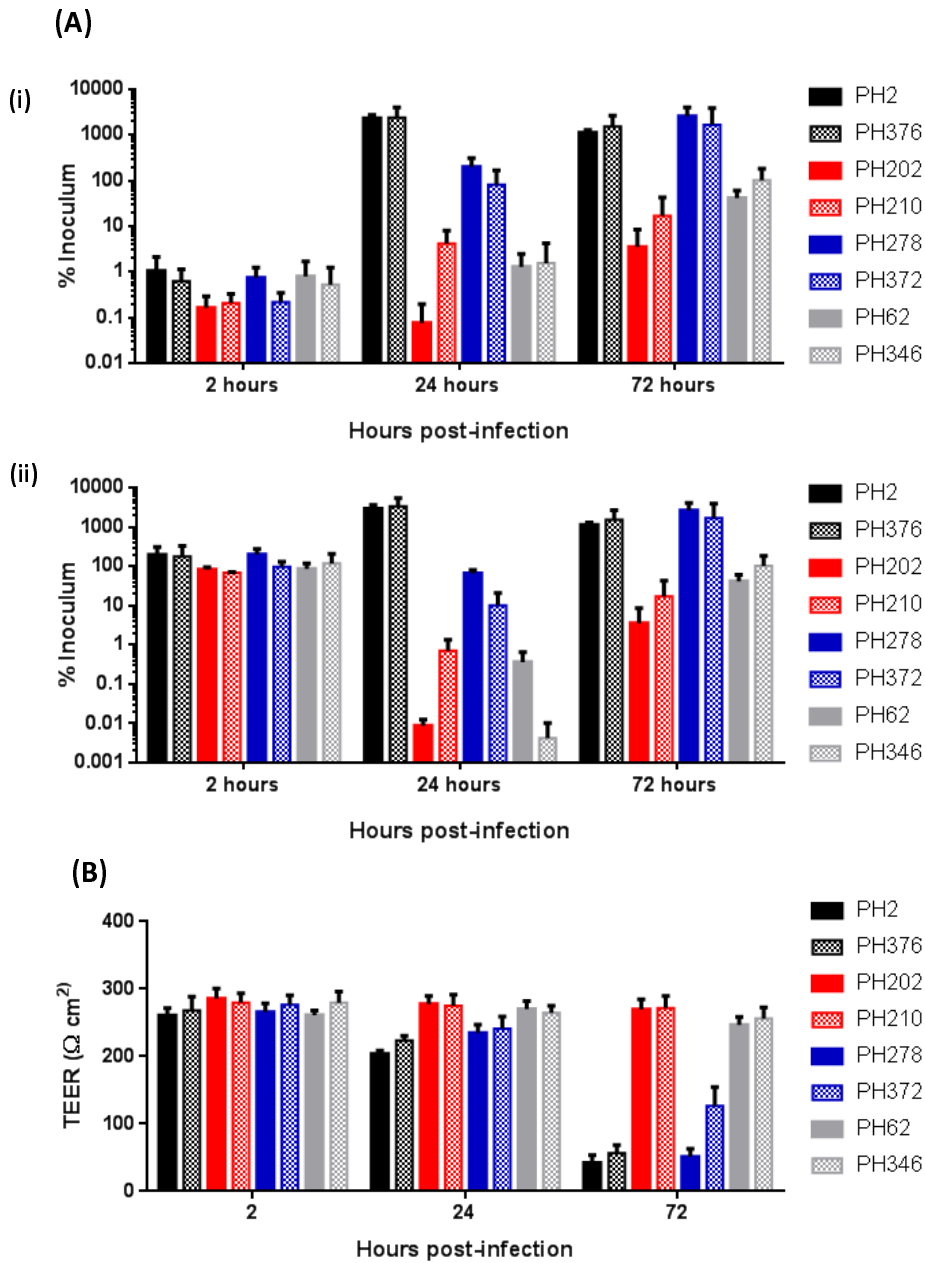 (A)
(i)
10000
1000
100
10
1
0.1
0.01
% Inoculum
2 hours 24 hours 72 hours
Hours post-infection
PH2
PH376
PH202
PH210
PH278
PH372
PH62
PH346
(ii)
10000
1000
100
10
1
0.1
0.01
0.001
% Inoculum
2 hours 24 hours 72 hours
Hours post-infection
PH2
PH376
PH202
PH210
PH278
PH372
PH62
PH346
(B)
400
300
200
100
0
TEER (Ω cm²)
2 24 72
Hours post-infection
PH2
PH376
PH202
PH210
PH278
PH372
PH62
PH346